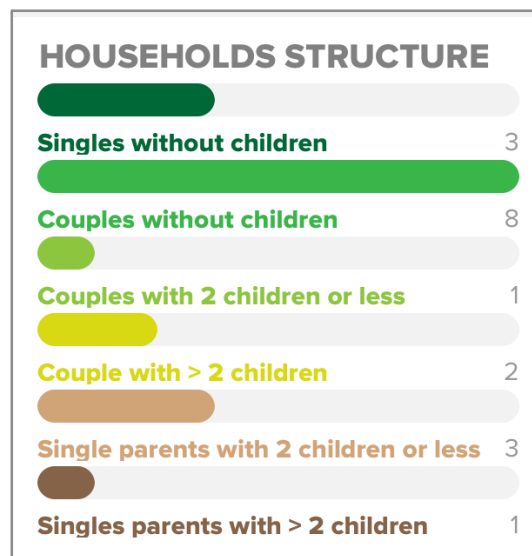 HOUSEHOLDS STRUCTURE
Singles without children 3
Couples without children 8
Couples with 2 children or less 1
Couple with > 2 children 2
Single parents with 2 children or less 3
Singles parents with > 2 children 1